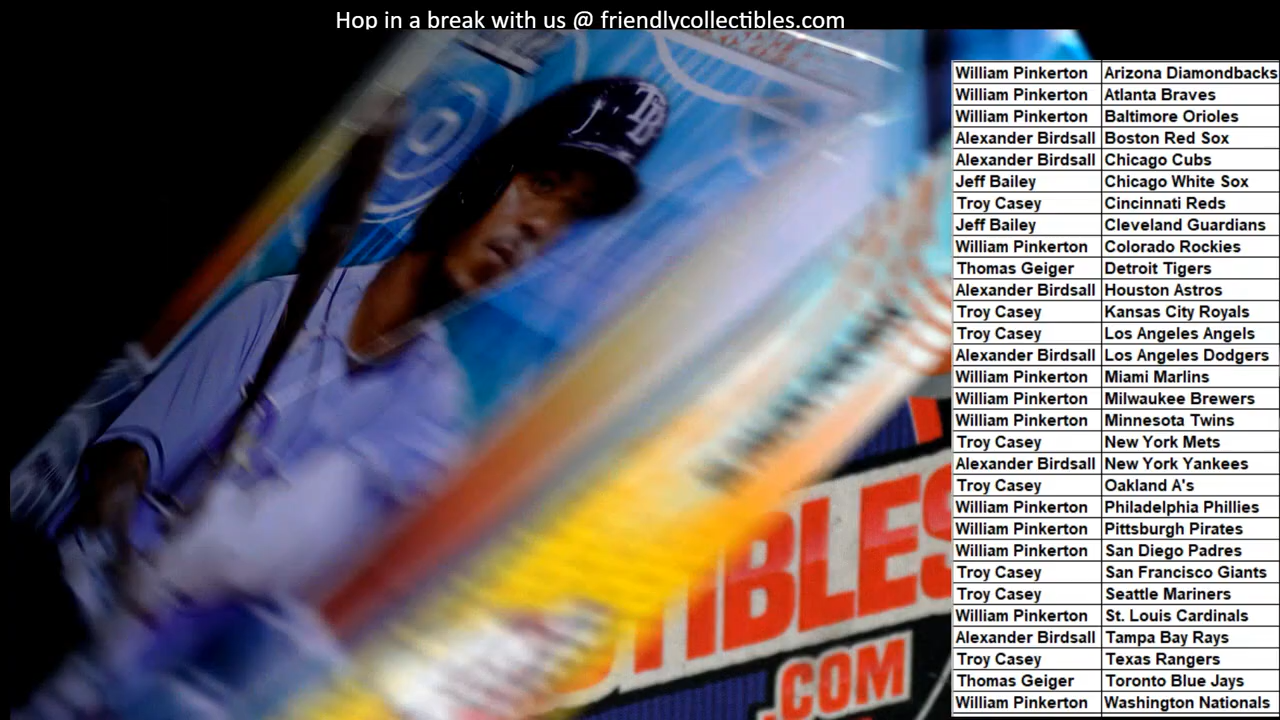 Hop in a break with us @ friendlycollectibles.com
William Pinkerton Arizona Diamondbacks
William Pinkerton Atlanta Braves
William Pinkerton Baltimore Orioles
Alexander Birdsall Boston Red Sox
Alexander Birdsall Chicago Cubs
Jeff Bailey Chicago White Sox
Troy Casey Cincinnati Reds
Jeff Bailey Cleveland Guardians
William Pinkerton Colorado Rockies
Thomas Geiger Detroit Tigers
Alexander Birdsall Houston Astros
Troy Casey Kansas City Royals
Troy Casey Los Angeles Angels
Alexander Birdsall Los Angeles Dodgers
William Pinkerton Miami Marlins
William Pinkerton Milwaukee Brewers
William Pinkerton Minnesota Twins
Troy Casey New York Mets
Alexander Birdsall New York Yankees
Troy Casey Oakland A's
William Pinkerton Philadelphia Phillies
William Pinkerton Pittsburgh Pirates
William Pinkerton San Diego Padres
Troy Casey San Francisco Giants
Troy Casey Seattle Mariners
William Pinkerton St. Louis Cardinals
Alexander Birdsall Tampa Bay Rays
Troy Casey Texas Rangers
Thomas Geiger Toronto Blue Jays
William Pinkerton Washington Nationals
TB
TIBLES
.COM